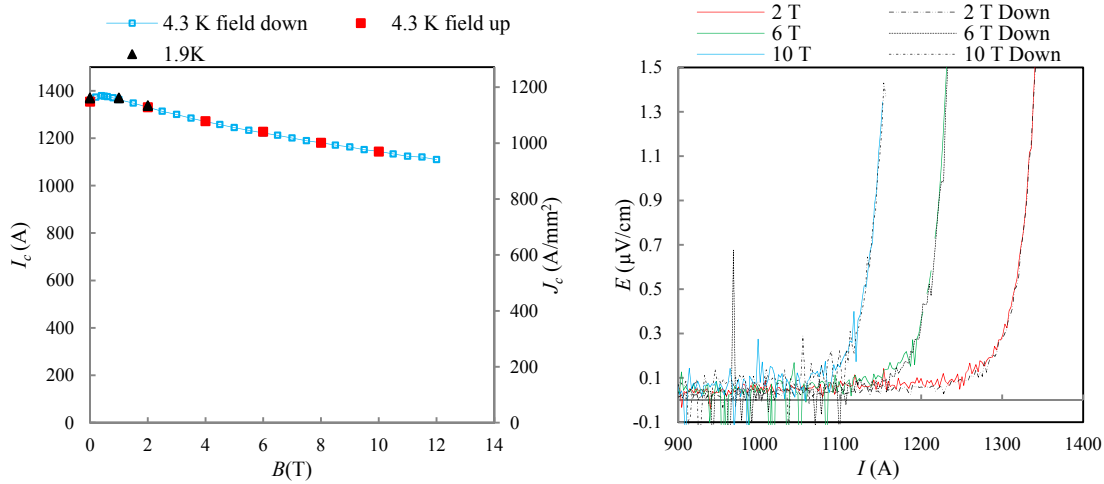 4.3 K field down
4.3 K field up
1.9K
1400
1200
1000
800
600
400
200
0
I_c (A)
1200
1000
800
600
400
200
0
J_c (A/mm²)
0 2 4 6 8 10 12 14
B(T)
2 T
2 T Down
6 T
6 T Down
10 T
10 T Down
1.5
1.3
1.1
0.9
0.7
0.5
0.3
0.1
-0.1
E (µV/cm)
900 1000 1100 1200 1300 1400
I (A)